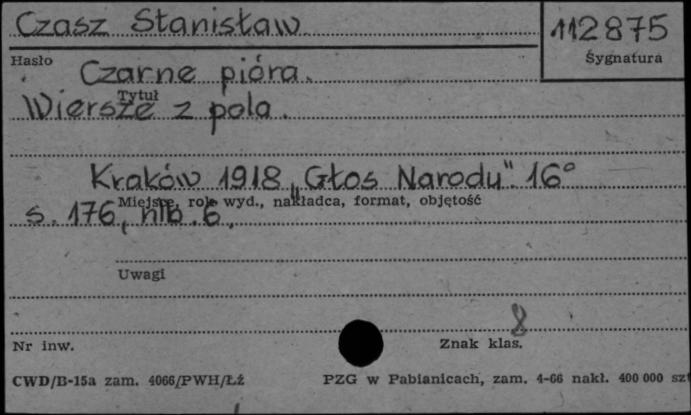 Czasz Stanisław
112875
Hasło
Sygnatura
Czarne pióra.
Tytuł
Wiersze z pola.
Kraków 1918 „Głos Narodu". 16°
Miejsce, rok wyd., nakładca, format, objętość
s. 176, nlb. 6.
Uwagi
8
Nr inw.
Znak klas.
CWD/B-15a zam. 4066/PWH/Łź
PZG w Pabianicach, zam. 4-66 nakł. 400 000 szt